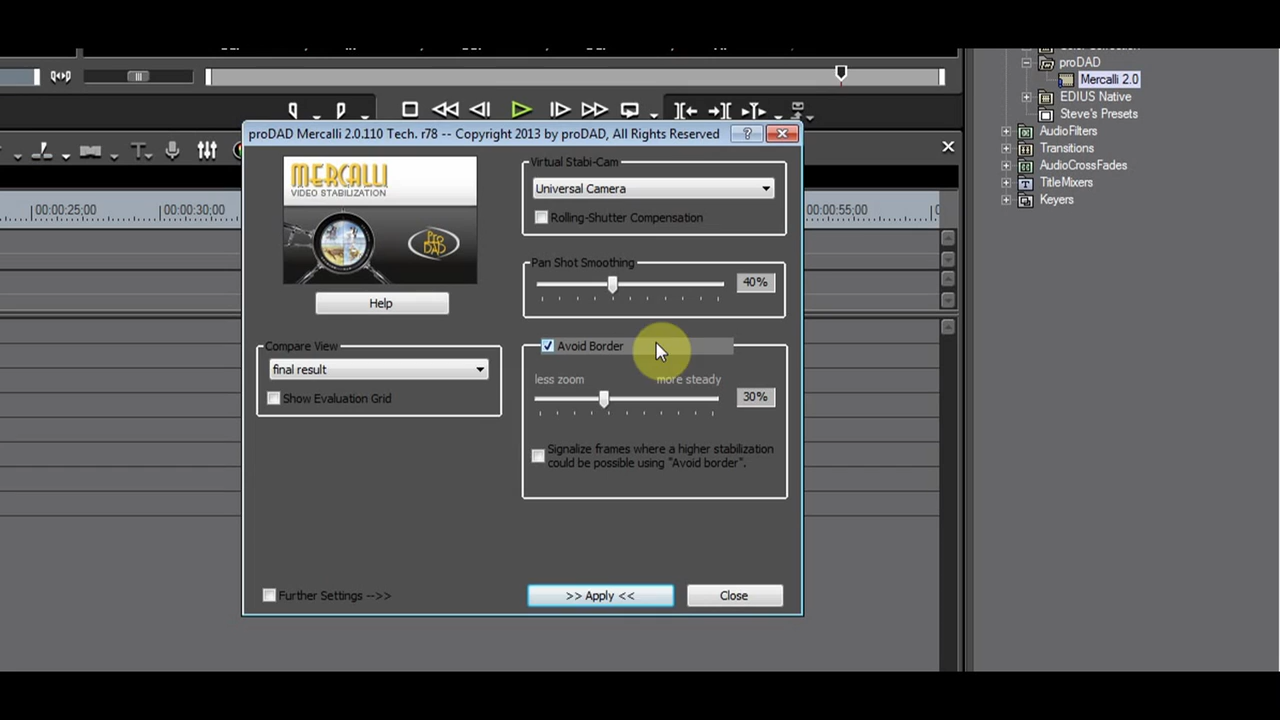 proDAD
Mercalli 2.0
EDIUS Native
Steve's Presets
AudioFilters
Transitions
AudioCrossFades
TitleMixers
Keyers
00:00:25;00
00:00:30;00
00:00:55;00
proDAD Mercalli 2.0.110 Tech. r78 -- Copyright 2013 by proDAD, All Rights Reserved
MERCALLI
VIDEO STABILIZATION
PRO
DAD
Help
Virtual Stabi-Cam
Universal Camera
Rolling-Shutter Compensation
Pan Shot Smoothing
40%
Compare View
final result
Show Evaluation Grid
Avoid Border
less zoom
more steady
30%
Signalize frames where a higher stabilization
could be possible using "Avoid border".
Further Settings -->>
>> Apply <<
Close